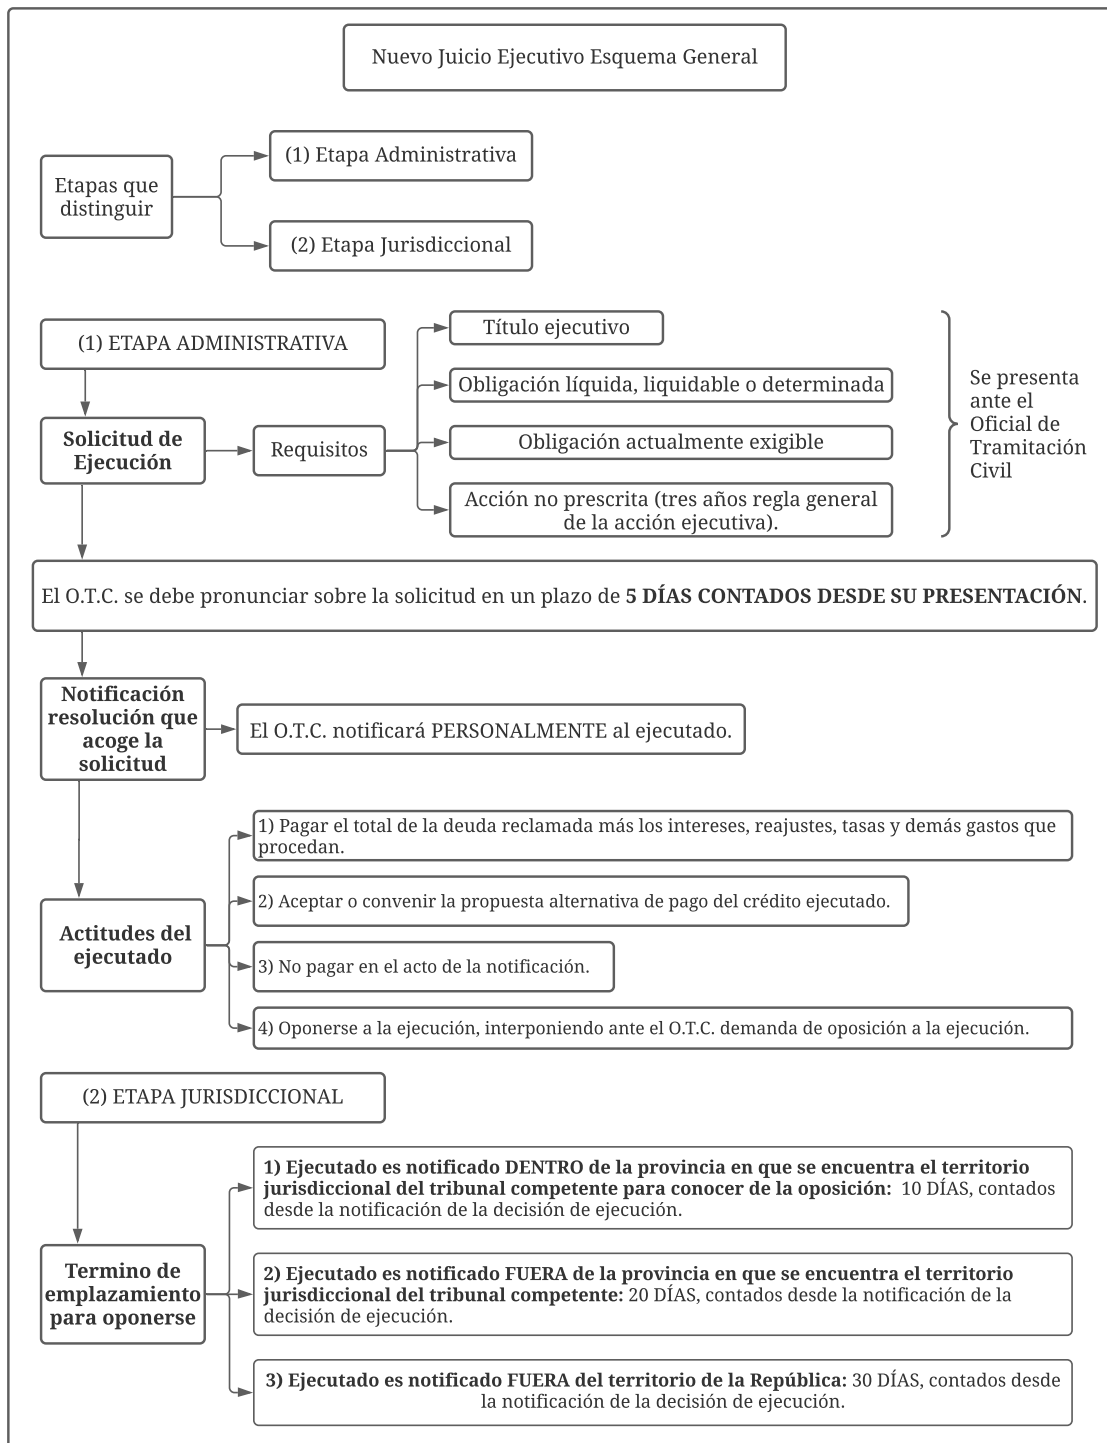 Nuevo Juicio Ejecutivo Esquema General
Etapas que
distinguir
(1) Etapa Administrativa
(2) Etapa Jurisdiccional
(1) ETAPA ADMINISTRATIVA
Solicitud de
Ejecución
Requisitos
Título ejecutivo
Obligación líquida, liquidable o determinada
Obligación actualmente exigible
Acción no prescrita (tres años regla general
de la acción ejecutiva).
Se presenta
ante el
Oficial de
Tramitación
Civil
El O.T.C. se debe pronunciar sobre la solicitud en un plazo de 5 DÍAS CONTADOS DESDE SU PRESENTACIÓN.
Notificación
resolución que
acoge la
solicitud
El O.T.C. notificará PERSONALMENTE al ejecutado.
Actitudes del
ejecutado
1) Pagar el total de la deuda reclamada más los intereses, reajustes, tasas y demás gastos que
procedan.
2) Aceptar o convenir la propuesta alternativa de pago del crédito ejecutado.
3) No pagar en el acto de la notificación.
4) Oponerse a la ejecución, interponiendo ante el O.T.C. demanda de oposición a la ejecución.
(2) ETAPA JURISDICCIONAL
Termino de
emplazamiento
para oponerse
1) Ejecutado es notificado DENTRO de la provincia en que se encuentra el territorio
jurisdiccional del tribunal competente para conocer de la oposición: 10 DÍAS, contados
desde la notificación de la decisión de ejecución.
2) Ejecutado es notificado FUERA de la provincia en que se encuentra el territorio
jurisdiccional del tribunal competente: 20 DÍAS, contados desde la notificación de la
decisión de ejecución.
3) Ejecutado es notificado FUERA del territorio de la República: 30 DÍAS, contados desde
la notificación de la decisión de ejecución.